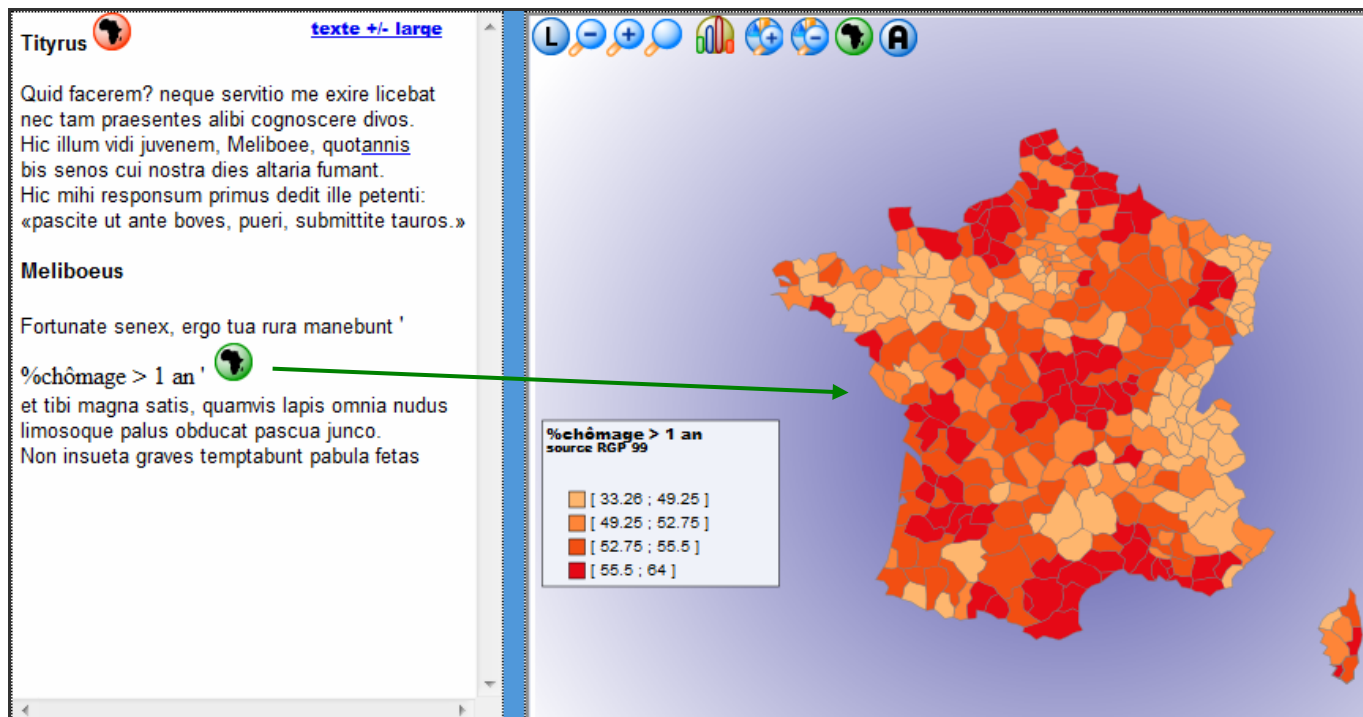 Tityrus
texte +/- large
Quid facerem? neque servitio me exire licebat
nec tam praesentes alibi cognoscere divos.
Hic illum vidi juvenem, Meliboee, quotannis
bis senos cui nostra dies altaria fumant.
Hic mihi responsum primus dedit ille petenti:
«pascite ut ante boves, pueri, submittite tauros.»
Meliboeus
Fortunate senex, ergo tua rura manebunt '
%chômage > 1 an '
et tibi magna satis, quamvis lapis omnia nudus
limosoque palus obducat pascua junco.
Non insueta graves temptabunt pabula fetas
L
A
%chômage > 1 an
source RGP 99
[ 33.26 ; 49.25 ]
[ 49.25 ; 52.75 ]
[ 52.75 ; 55.5 ]
[ 55.5 ; 64 ]